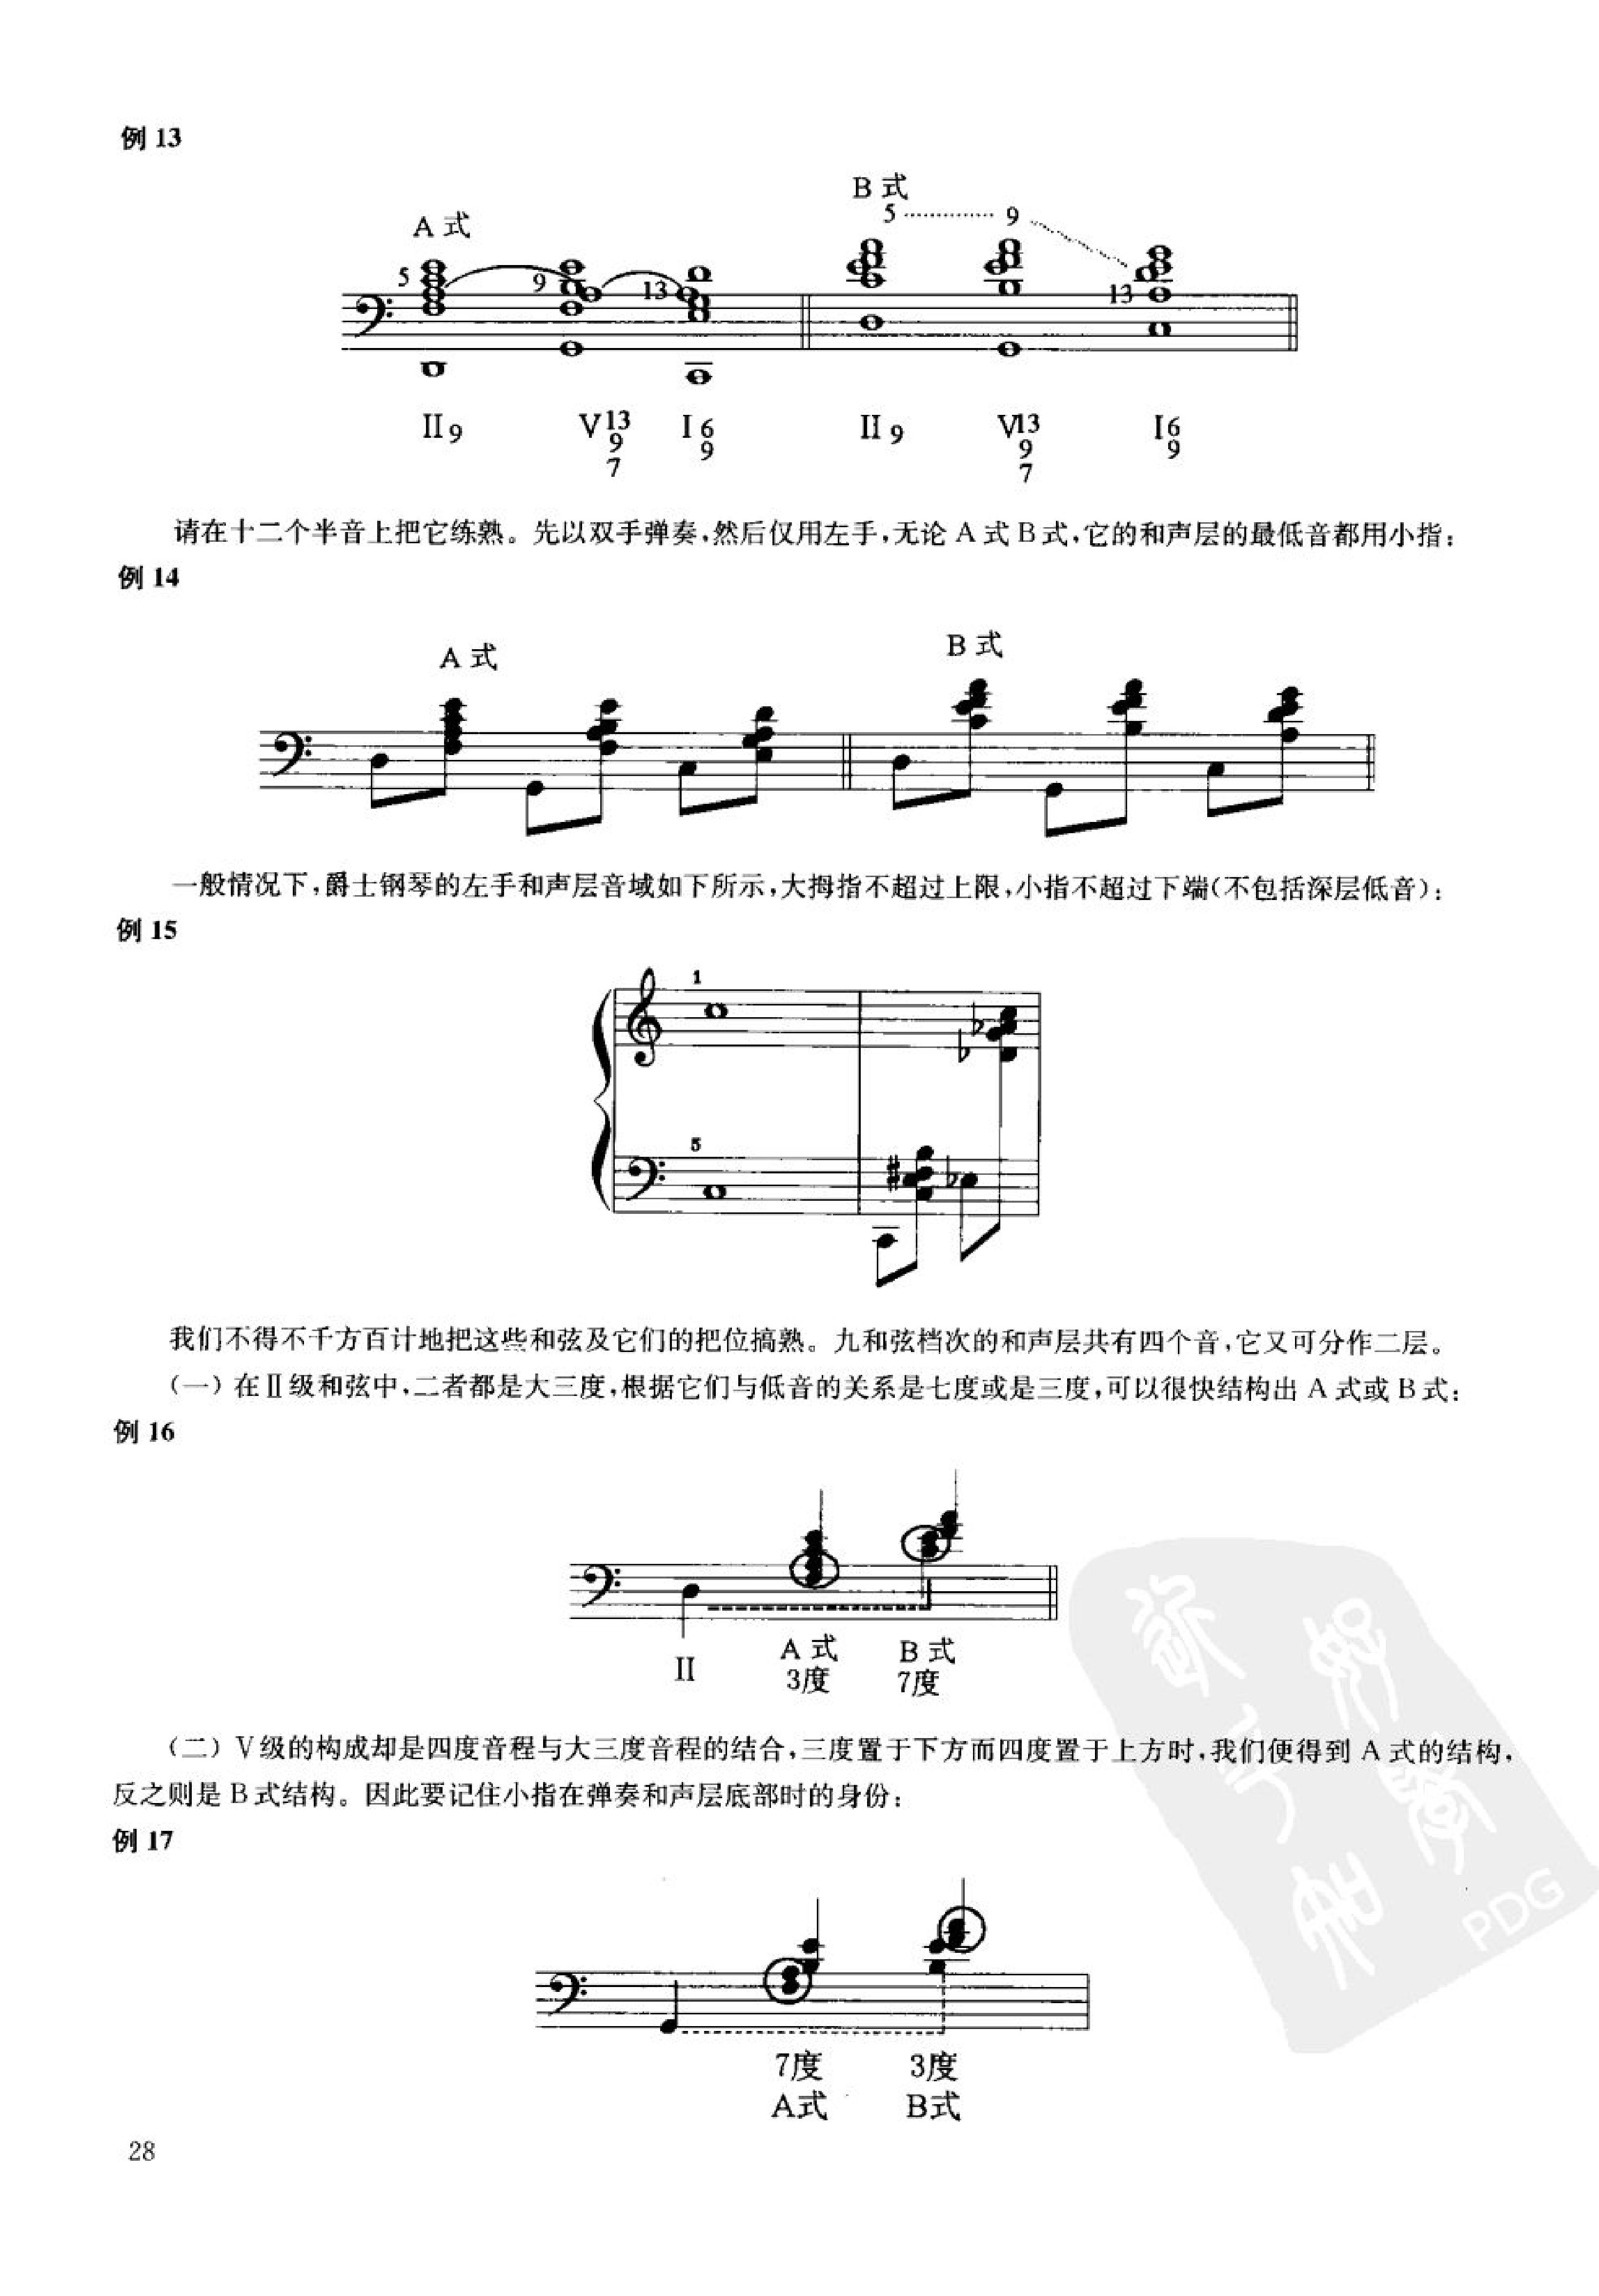 例 13
A 式
B 式
5 ………… 9
5
9
13
13
II9 V13 9 7 I6 9 II9 V13 9 7 I6 9
请在十二个半音上把它练熟。先以双手弹奏,然后仅用左手,无论 A 式 B 式,它的和声层的最低音都用小指:
例 14
A 式
B 式
一般情况下,爵士钢琴的左手和声层音域如下所示,大拇指不超过上限,小指不超过下端(不包括深层低音):
例 15
1
5
我们不得不千方百计地把这些和弦及它们的把位搞熟。九和弦档次的和声层共有四个音,它又可分作二层。
(一) 在Ⅱ级和弦中,二者都是大三度,根据它们与低音的关系是七度或是三度,可以很快结构出 A 式或 B 式:
例 16
A 式 B 式
II 3度 7度
(二) V级的构成却是四度音程与大三度音程的结合,三度置于下方而四度置于上方时,我们便得到 A 式的结构,
反之则是 B 式结构。因此要记住小指在弹奏和声层底部时的身份:
例 17
7度 3度
A式 B式
28
PDG